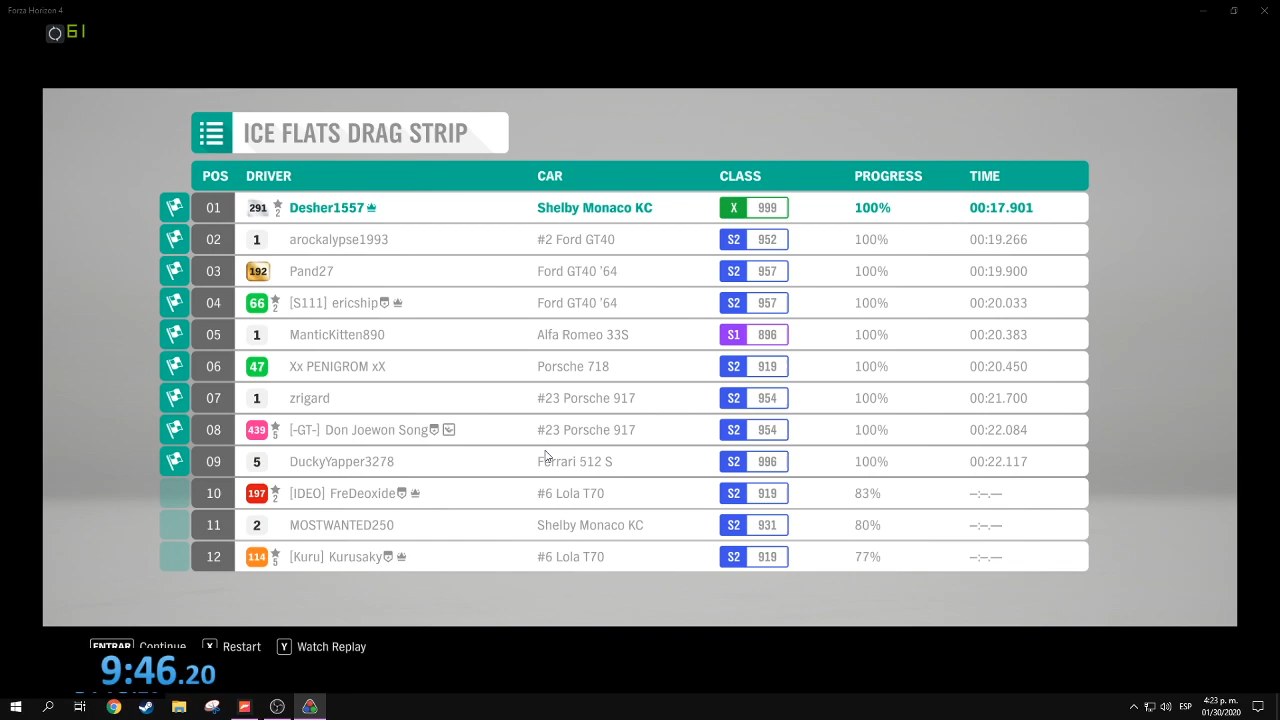 Forza Horizon 4
61
ICE FLATS DRAG STRIP
POS DRIVER CAR CLASS PROGRESS TIME
01 291 2 Desher1557 Shelby Monaco KC X 999 100% 00:17.901
02 1 arockalypse1993 #2 Ford GT40 S2 952 100% 00:19.266
03 192 Pand27 Ford GT40 '64 S2 957 100% 00:19.900
04 66 2 [S111] ericship Ford GT40 '64 S2 957 100% 00:20.033
05 1 ManticKitten890 Alfa Romeo 33S S1 896 100% 00:20.383
06 47 Xx PENIGROM xX Porsche 718 S2 919 100% 00:20.450
07 1 zrigard #23 Porsche 917 S2 954 100% 00:21.700
08 439 5 [-GT-] Don Joewon Song #23 Porsche 917 S2 954 100% 00:22.084
09 5 DuckyYapper3278 Ferrari 512 S S2 996 100% 00:22.117
10 197 2 [IDEO] FreDeoxide #6 Lola T70 S2 919 83% --:--.---
11 2 MOSTWANTED250 Shelby Monaco KC S2 931 80% --:--.---
12 114 5 [Kuru] Kurusaky #6 Lola T70 S2 919 77% --:--.---
ENTRAR Continue X Restart Y Watch Replay
9:46.20
ESP 4:23 p. m.
01/30/2020